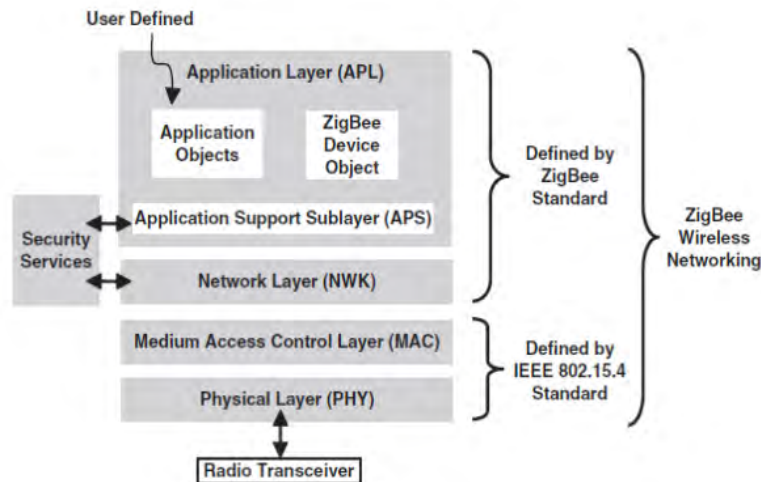 User Defined
Application Layer (APL)
Application
Objects
ZigBee
Device
Object
Application Support Sublayer (APS)
Security
Services
Network Layer (NWK)
Medium Access Control Layer (MAC)
Physical Layer (PHY)
Radio Transceiver
Defined by
ZigBee
Standard
Defined by
IEEE 802.15.4
Standard
ZigBee
Wireless
Networking